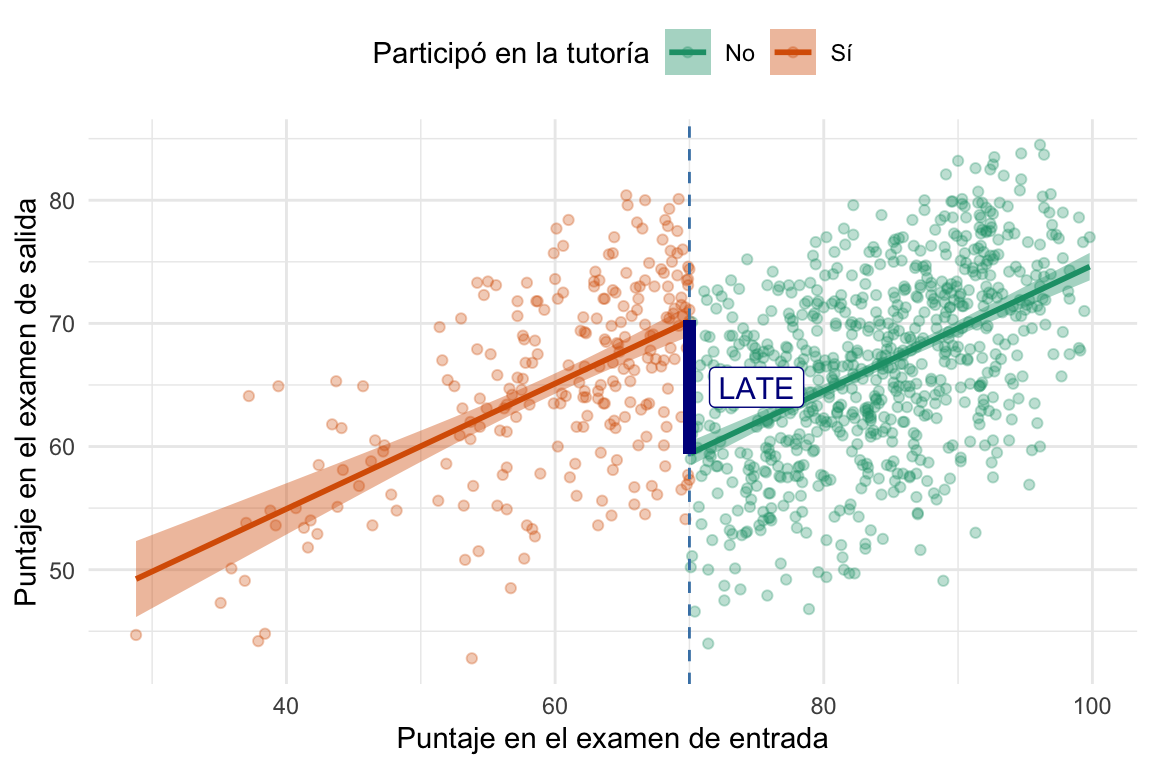 Participó en la tutoría No Sí
Puntaje en el examen de salida
80
70
60
50
LATE
40 60 80 100
Puntaje en el examen de entrada